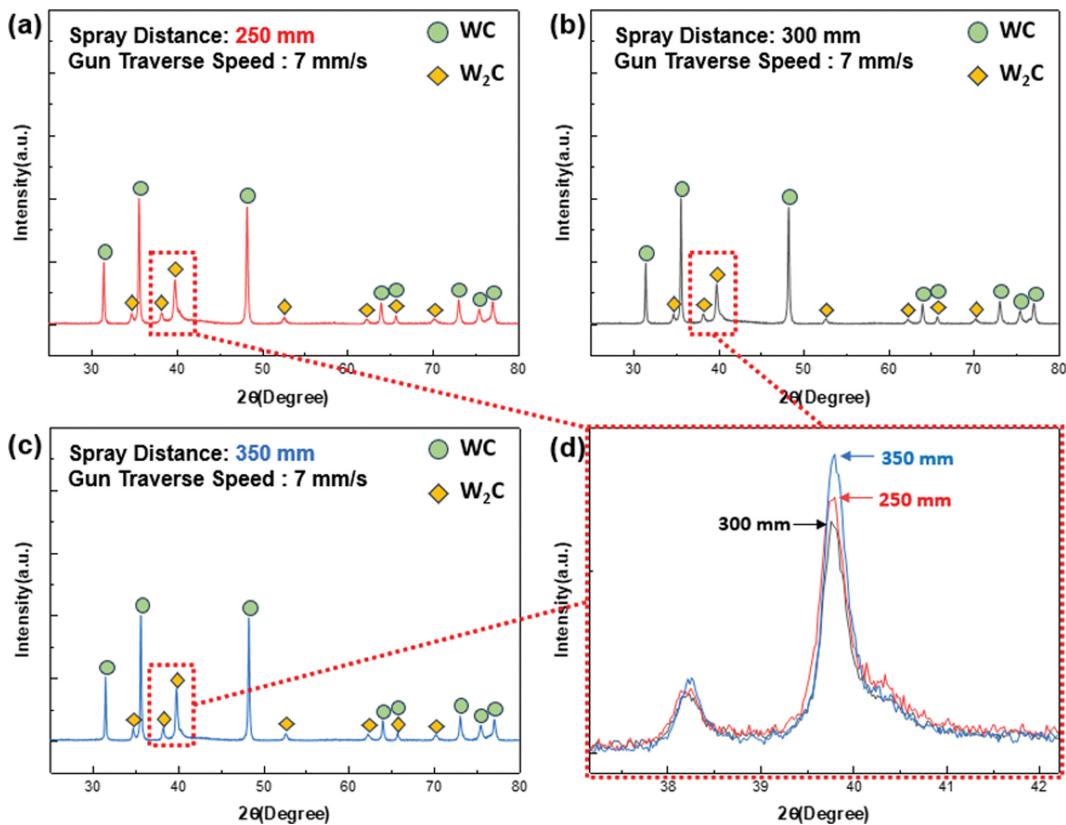 (a)
Spray Distance: 250 mm
Gun Traverse Speed : 7 mm/s
WC
W₂C
Intensity(a.u.)
30 40 50 60 70 80
2θ(Degree)
(b)
Spray Distance: 300 mm
Gun Traverse Speed : 7 mm/s
WC
W₂C
Intensity(a.u.)
30 40 50 60 70 80
2θ(Degree)
(c)
Spray Distance: 350 mm
Gun Traverse Speed : 7 mm/s
WC
W₂C
Intensity(a.u.)
30 40 50 60 70 80
2θ(Degree)
(d)
350 mm
250 mm
300 mm
Intensity(a.u.)
38 39 40 41 42
2θ(Degree)